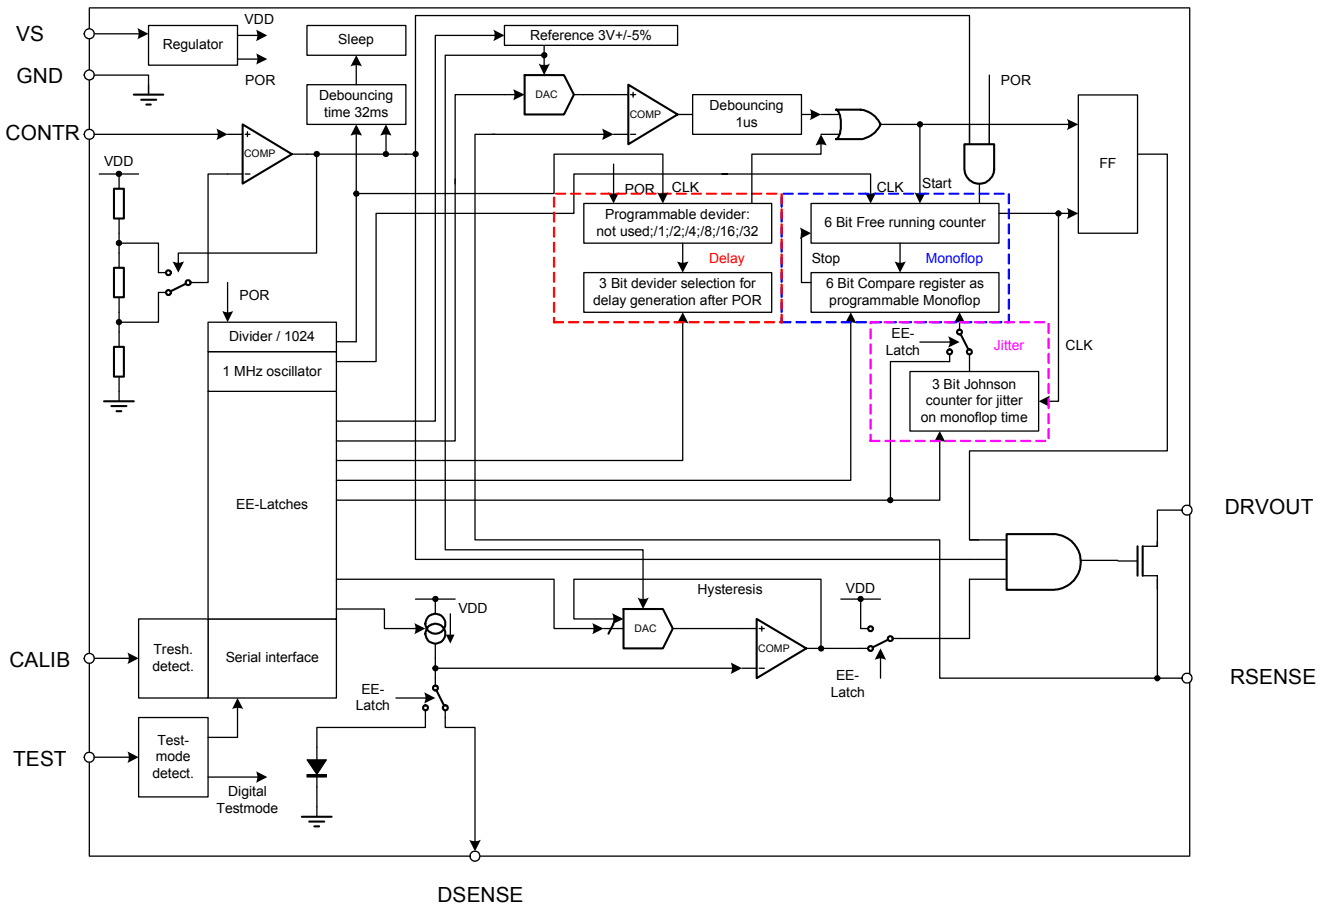 VS
GND
CONTR
CALIB
TEST
DSENSE
DRVOUT
RSENSE
Regulator
VDD
POR
Sleep
Debouncing
time 32ms
Reference 3V+/-5%
DAC
+
COMP
−
Debouncing
1us
POR
FF
+
COMP
−
VDD
POR
CLK
Programmable devider:
not used;/1;/2;/4;/8;/16;/32
Delay
3 Bit devider selection for
delay generation after POR
CLK
Start
6 Bit Free running counter
Stop
Monoflop
6 Bit Compare register as
programmable Monoflop
EE-
Latch
Jitter
CLK
3 Bit Johnson
counter for jitter
on monoflop time
POR
Divider / 1024
1 MHz oscillator
EE-Latches
Serial interface
Tresh.
detect.
Test-
mode
detect.
Digital
Testmode
VDD
EE-
Latch
Hysteresis
DAC
+
COMP
−
VDD
EE-
Latch